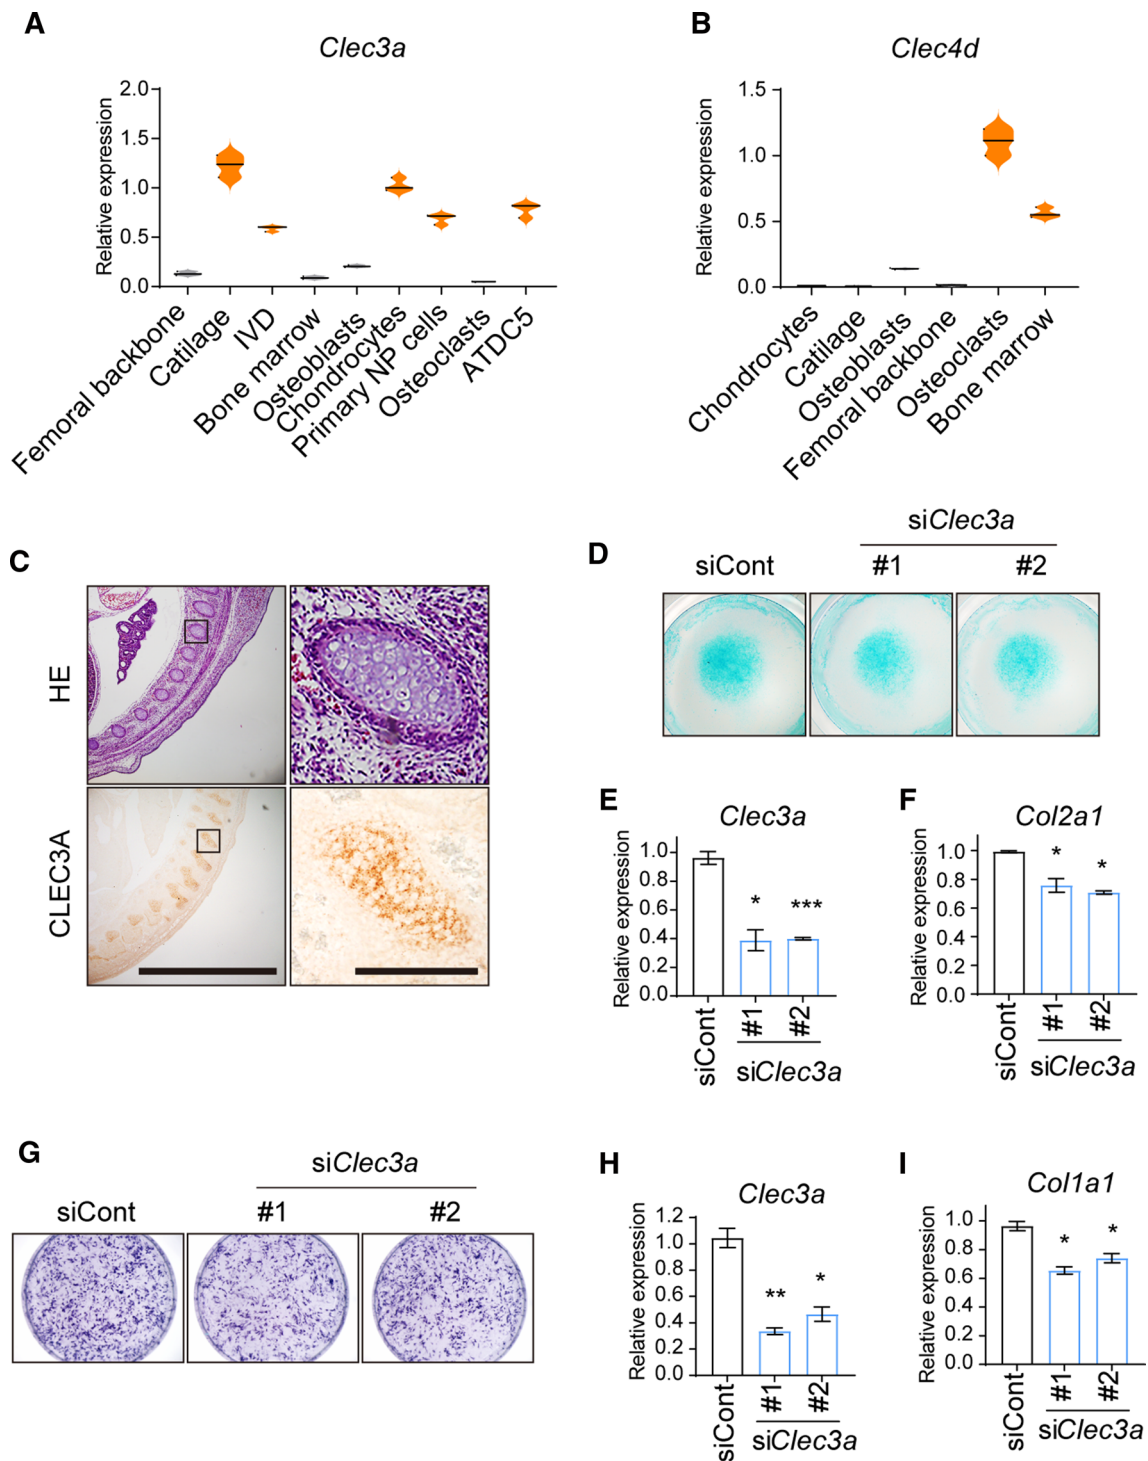 A
Clec3a
Relative expression
2.0
1.5
1.0
0.5
0.0
Femoral backbone
Catilage
IVD
Bone marrow
Osteoblasts
Chondrocytes
Primary NP cells
Osteoclasts
ATDC5
B
Clec4d
Relative expression
1.5
1.0
0.5
0.0
Chondrocytes
Catilage
Osteoblasts
Femoral backbone
Osteoclasts
Bone marrow
C
HE
CLEC3A
D
siClec3a
siCont #1 #2
E
Clec3a
Relative expression
1.0
0.8
0.6
0.4
0.2
0.0
* ***
siCont #1 #2
siClec3a
F
Col2a1
Relative expression
1.0
0.8
0.6
0.4
0.2
0.0
* *
siCont #1 #2
siClec3a
G
siClec3a
siCont #1 #2
H
Clec3a
Relative expression
1.2
1.0
0.8
0.6
0.4
0.2
0.0
** *
siCont #1 #2
siClec3a
I
Col1a1
Relative expression
1.0
0.8
0.6
0.4
0.2
0.0
* *
siCont #1 #2
siClec3a